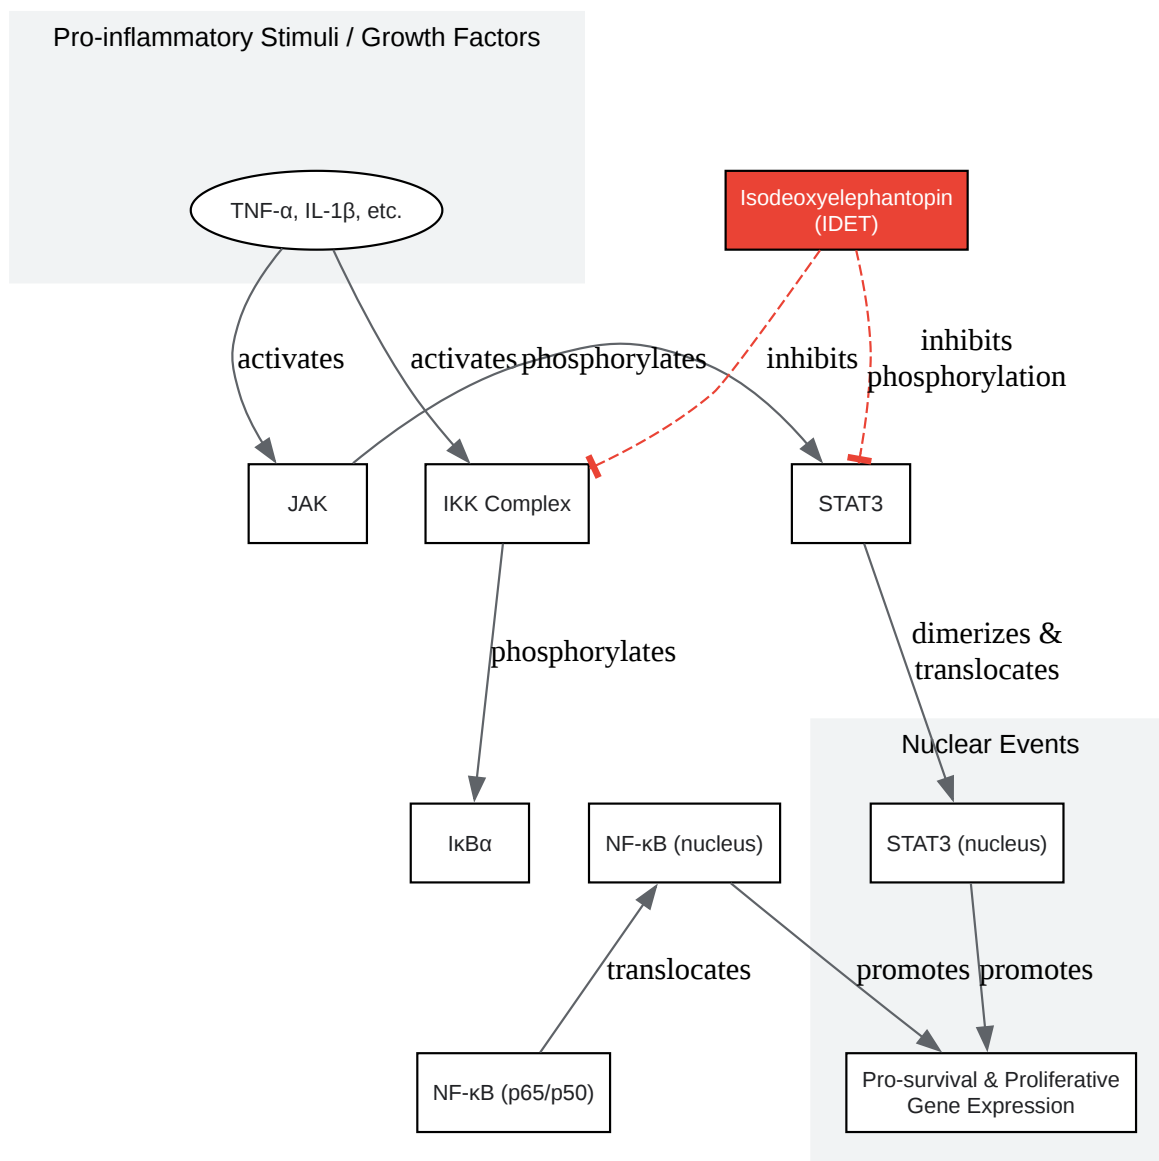 Pro-inflammatory Stimuli / Growth Factors
TNF-α, IL-1β, etc.
Isodeoxyelephantopin
(IDET)
activates
activates
phosphorylates
inhibits
inhibits
phosphorylation
JAK
IKK Complex
STAT3
phosphorylates
dimerizes &
translocates
Nuclear Events
IκBα
NF-κB (nucleus)
STAT3 (nucleus)
translocates
promotes
promotes
NF-κB (p65/p50)
Pro-survival & Proliferative
Gene Expression